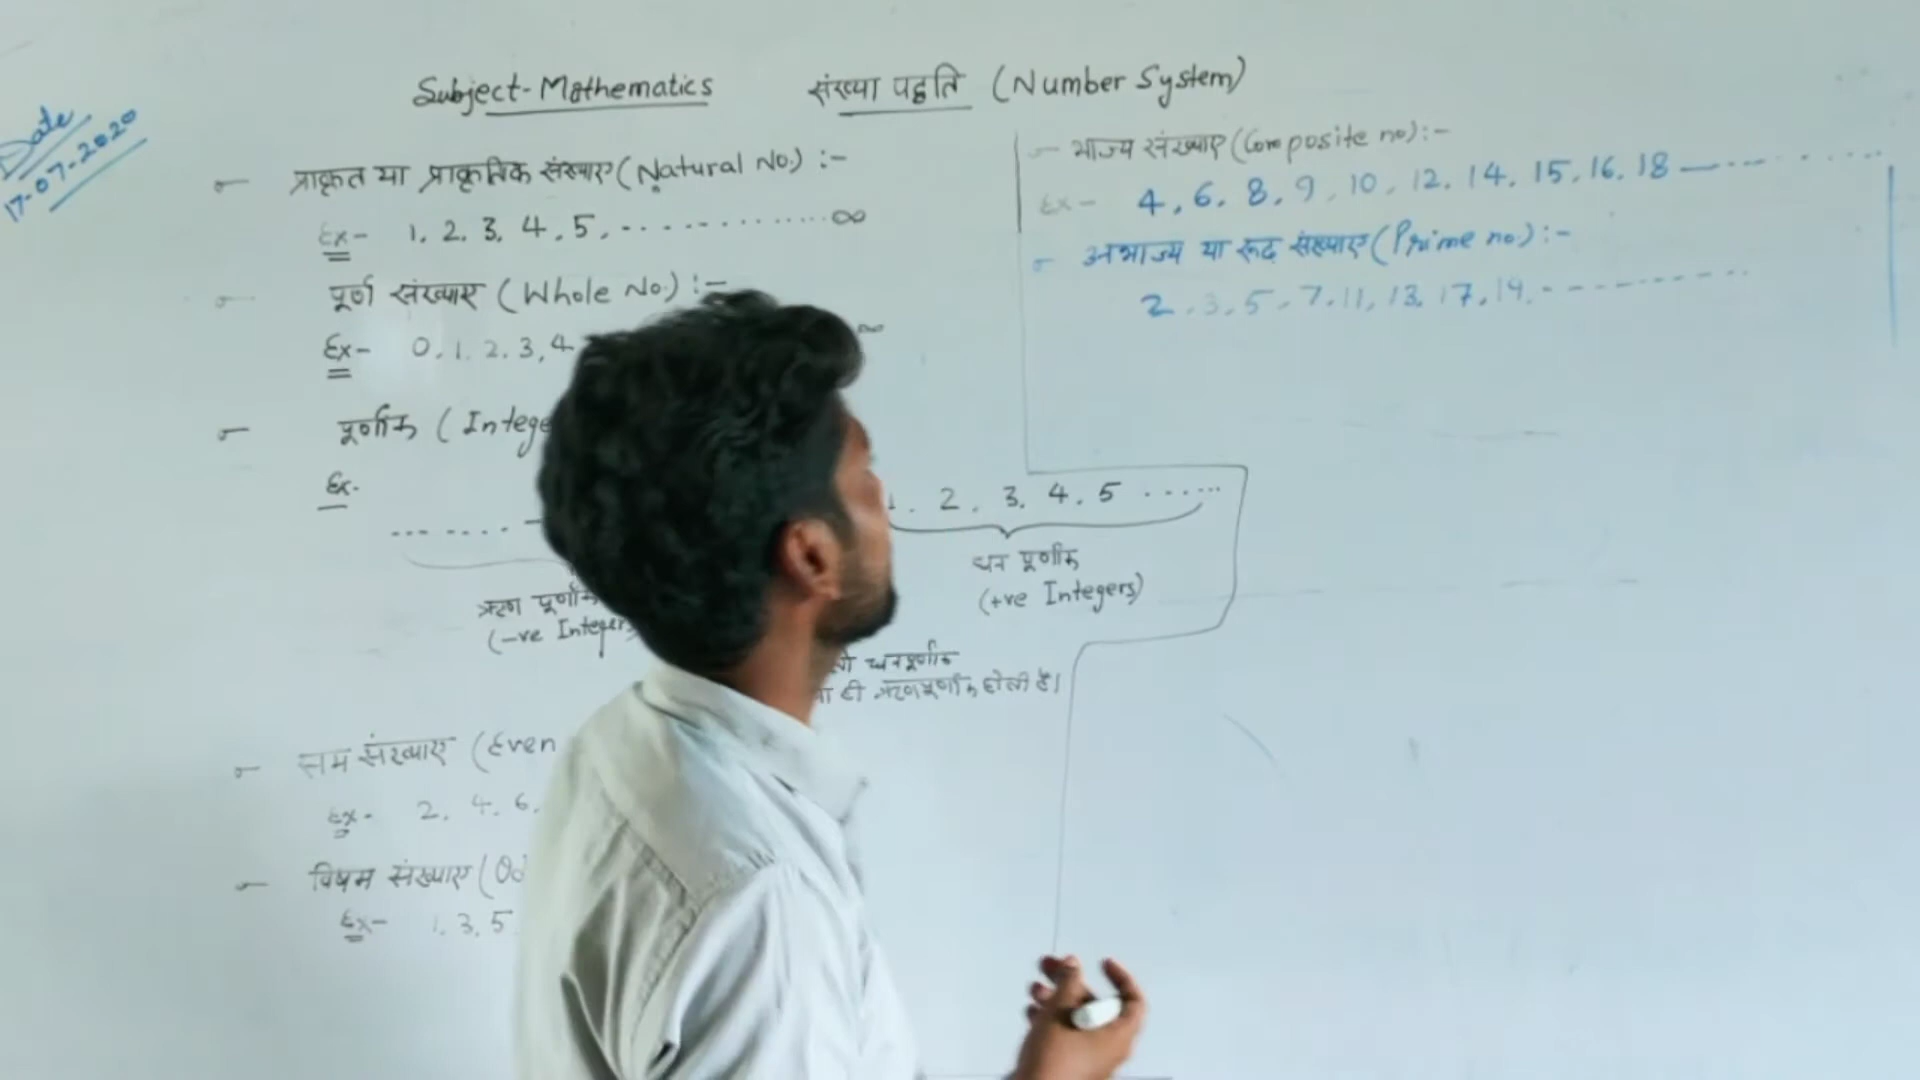 Date
17-07-2020
Subject-Mathematics संख्या पद्धति (Number System)
प्राकृत या प्राकृतिक संख्याए (Natural No.) :-
Ex- 1, 2, 3, 4, 5, ............... ∞
पूर्ण संख्याए (Whole No.) :-
Ex- 0, 1, 2, 3, 4 ∞
पूर्णांक (Intege
Ex.
........ - 1, 2, 3, 4, 5 .......
ऋण पूर्णांक
(-ve Integers
धन पूर्णांक
(+ve Integers)
धनपूर्णांक
ही ऋणपूर्णांक होती है।
सम संख्याए (Even
Ex- 2, 4, 6,
विषम संख्याए (Od
Ex- 1, 3, 5
भाज्य संख्याए (Composite no) :-
Ex- 4, 6, 8, 9, 10, 12, 14, 15, 16, 18 -------
अभाज्य या रूढ संख्याए (Prime no.) :-
2, 3, 5, 7, 11, 13, 17, 19, ----------